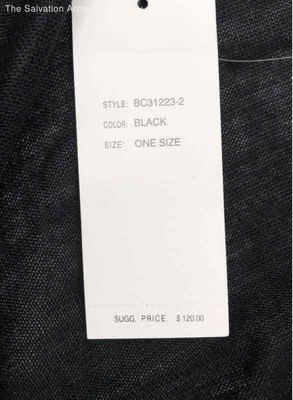 The Salvation Army
STYLE: BC31223-2
COLOR: BLACK
SIZE: ONE SIZE
SUGG. PRICE. $120.00